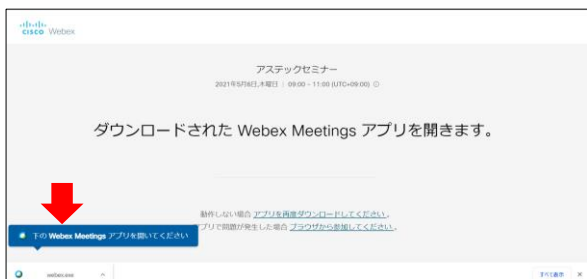 CISCO Webex
アステックセミナー
2021年5月6日,木曜日 | 09:00 - 11:00 (UTC+09:00)
ダウンロードされた Webex Meetings アプリを開きます。
動作しない場合 アプリを再度ダウンロードしてください 。
下の Webex Meetings アプリを開いてください
プリで問題が発生した場合 ブラウザから参加してください 。
webex.exe
すべて表示